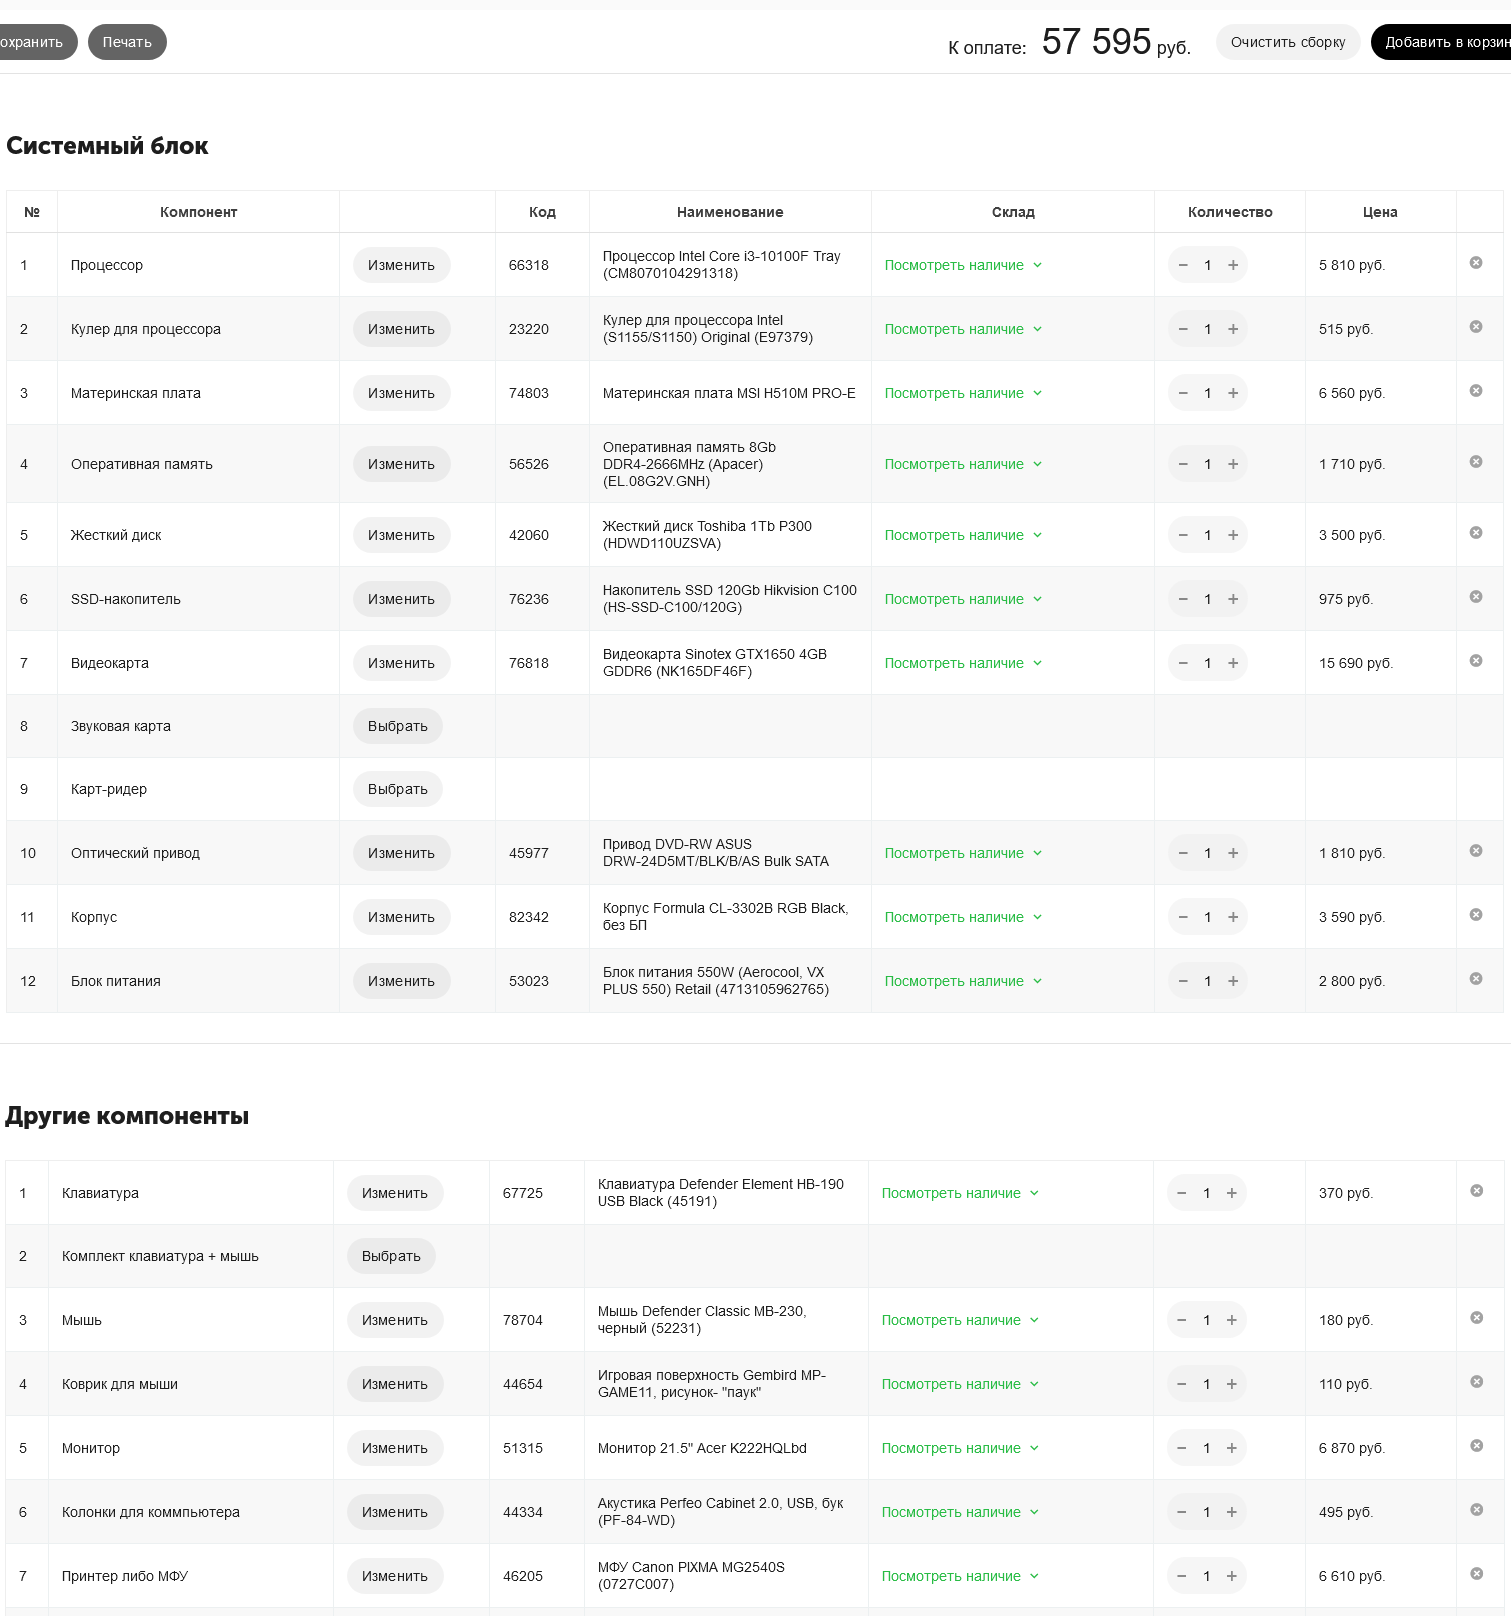 охранить
Печать
К оплате: 57 595 руб.
Очистить сборку
Добавить в корзин
Системный блок
№ Компонент Код Наименование Склад Количество Цена
1 Процессор Изменить 66318 Процессор Intel Core i3-10100F Tray
(CM8070104291318) Посмотреть наличие − 1 + 5 810 руб.
2 Кулер для процессора Изменить 23220 Кулер для процессора Intel
(S1155/S1150) Original (E97379) Посмотреть наличие − 1 + 515 руб.
3 Материнская плата Изменить 74803 Материнская плата MSI H510M PRO-E Посмотреть наличие − 1 + 6 560 руб.
4 Оперативная память Изменить 56526 Оперативная память 8Gb
DDR4-2666MHz (Apacer)
(EL.08G2V.GNH) Посмотреть наличие − 1 + 1 710 руб.
5 Жесткий диск Изменить 42060 Жесткий диск Toshiba 1Tb P300
(HDWD110UZSVA) Посмотреть наличие − 1 + 3 500 руб.
6 SSD-накопитель Изменить 76236 Накопитель SSD 120Gb Hikvision C100
(HS-SSD-C100/120G) Посмотреть наличие − 1 + 975 руб.
7 Видеокарта Изменить 76818 Видеокарта Sinotex GTX1650 4GB
GDDR6 (NK165DF46F) Посмотреть наличие − 1 + 15 690 руб.
8 Звуковая карта Выбрать
9 Карт-ридер Выбрать
10 Оптический привод Изменить 45977 Привод DVD-RW ASUS
DRW-24D5MT/BLK/B/AS Bulk SATA Посмотреть наличие − 1 + 1 810 руб.
11 Корпус Изменить 82342 Корпус Formula CL-3302B RGB Black,
без БП Посмотреть наличие − 1 + 3 590 руб.
12 Блок питания Изменить 53023 Блок питания 550W (Aerocool, VX
PLUS 550) Retail (4713105962765) Посмотреть наличие − 1 + 2 800 руб.
Другие компоненты
1 Клавиатура Изменить 67725 Клавиатура Defender Element HB-190
USB Black (45191) Посмотреть наличие − 1 + 370 руб.
2 Комплект клавиатура + мышь Выбрать
3 Мышь Изменить 78704 Мышь Defender Classic MB-230,
черный (52231) Посмотреть наличие − 1 + 180 руб.
4 Коврик для мыши Изменить 44654 Игровая поверхность Gembird MP-
GAME11, рисунок- "паук" Посмотреть наличие − 1 + 110 руб.
5 Монитор Изменить 51315 Монитор 21.5" Acer K222HQLbd Посмотреть наличие − 1 + 6 870 руб.
6 Колонки для коммпьютера Изменить 44334 Акустика Perfeo Cabinet 2.0, USB, бук
(PF-84-WD) Посмотреть наличие − 1 + 495 руб.
7 Принтер либо МФУ Изменить 46205 МФУ Canon PIXMA MG2540S
(0727C007) Посмотреть наличие − 1 + 6 610 руб.